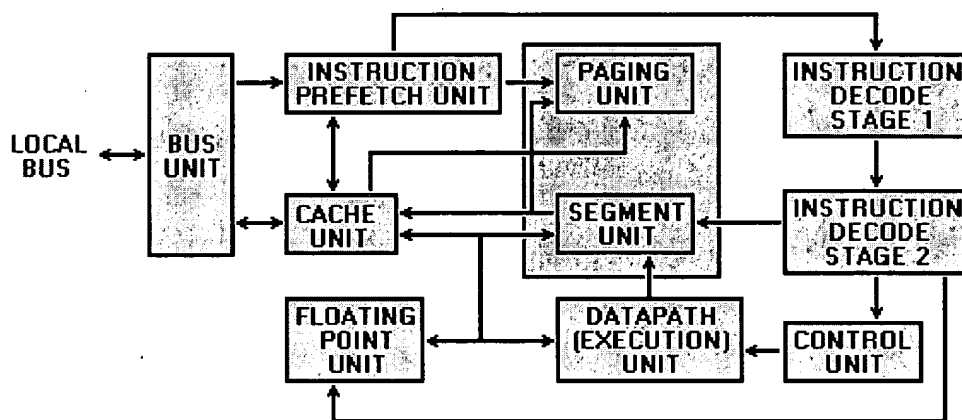 INSTRUCTION
PREFETCH UNIT
PAGING
UNIT
INSTRUCTION
DECODE
STAGE 1
LOCAL
BUS
BUS
UNIT
CACHE
UNIT
SEGMENT
UNIT
INSTRUCTION
DECODE
STAGE 2
FLOATING
POINT
UNIT
DATAPATH
(EXECUTION)
UNIT
CONTROL
UNIT